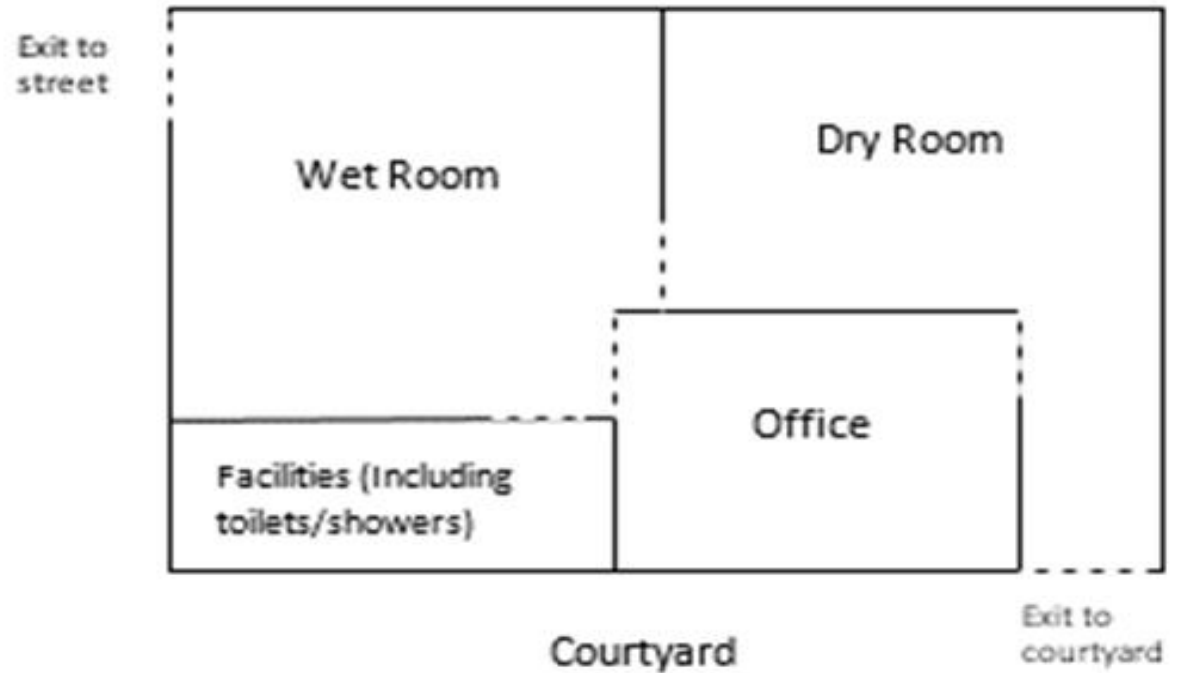 Exit to
street
Wet Room
Dry Room
Office
Facilities (Including
toilets/showers)
Exit to
courtyard
Courtyard